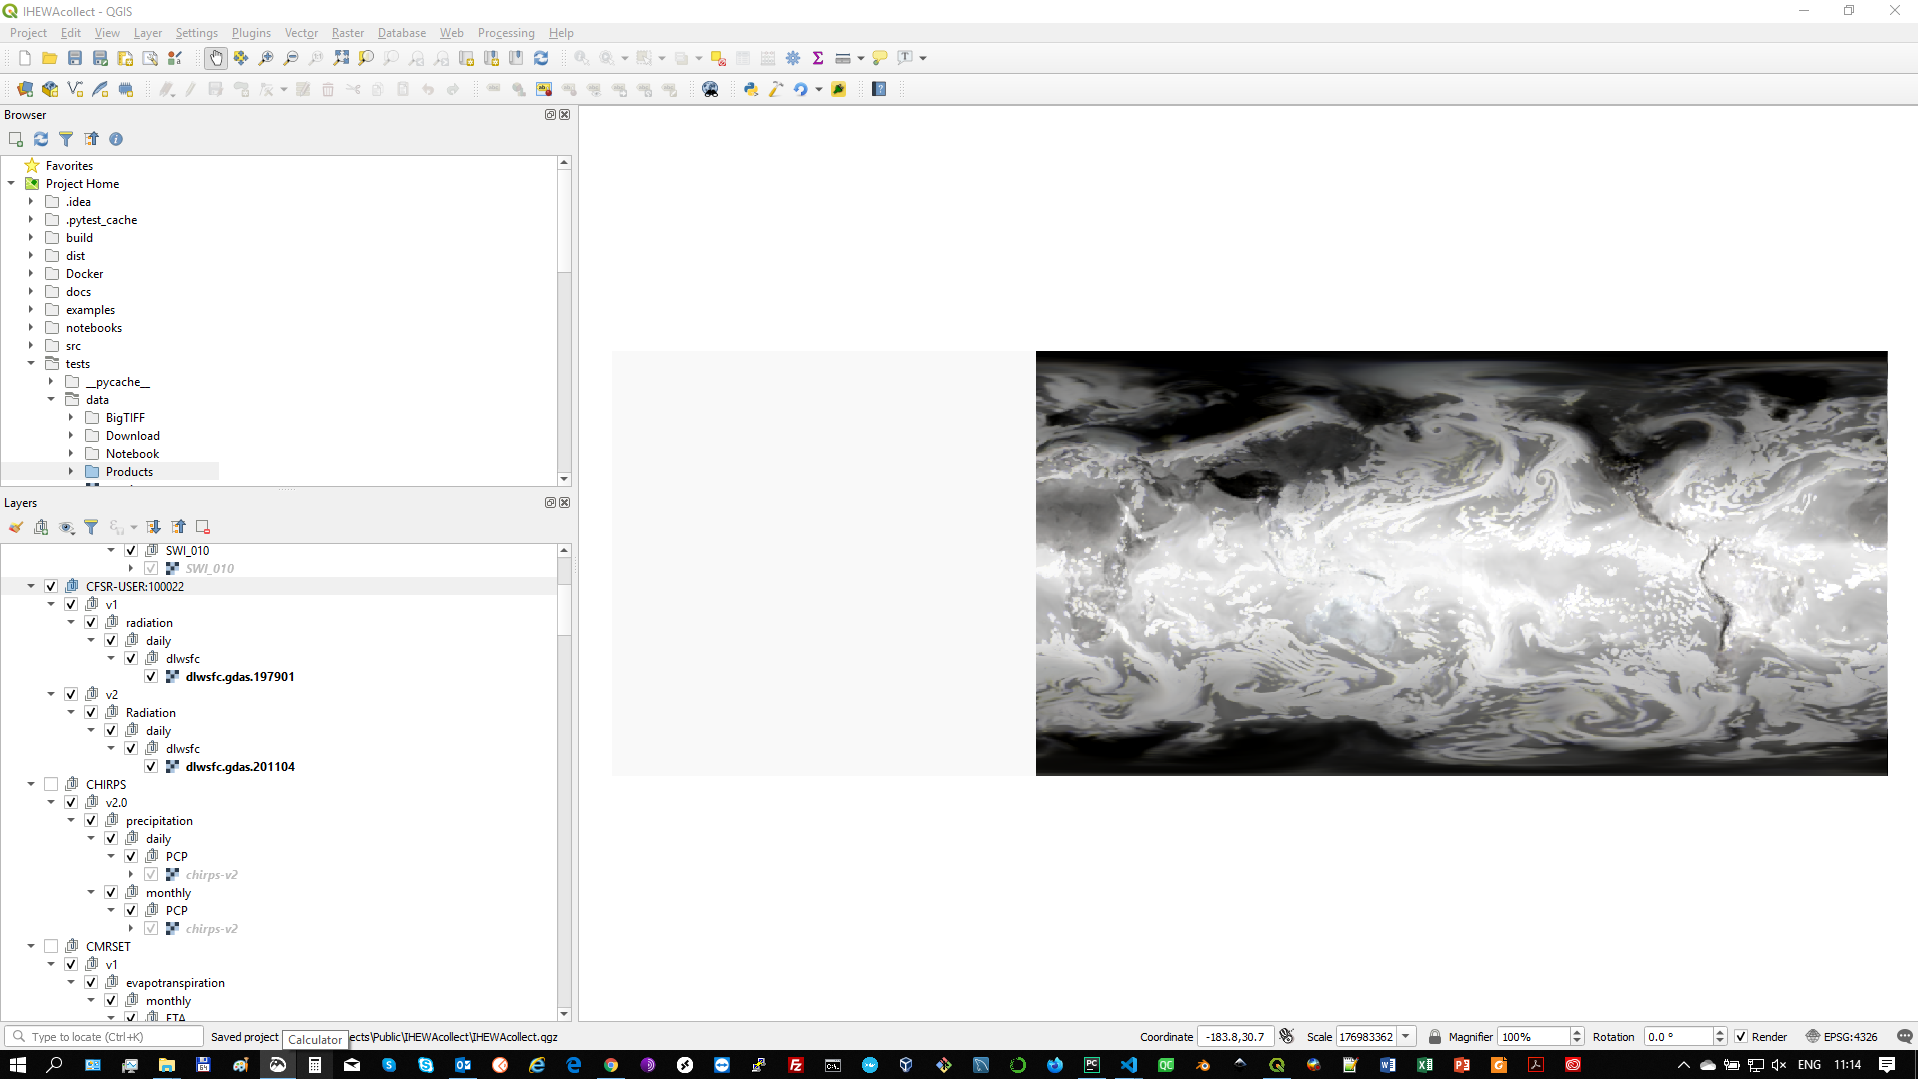 IHEWAcollect - QGIS
Project Edit View Layer Settings Plugins Vector Raster Database Web Processing Help
Browser
Favorites
Project Home
.idea
.pytest_cache
build
dist
Docker
docs
examples
notebooks
src
tests
__pycache__
data
BigTIFF
Download
Notebook
Products
Layers
SWI_010
SWI_010
CFSR-USER:100022
v1
radiation
daily
dlwsfc
dlwsfc.gdas.197901
v2
Radiation
daily
dlwsfc
dlwsfc.gdas.201104
CHIRPS
v2.0
precipitation
daily
PCP
chirps-v2
monthly
PCP
chirps-v2
CMRSET
v1
evapotranspiration
monthly
ETA
Type to locate (Ctrl+K) Saved project ects\Public\IHEWAcollect\IHEWAcollect.qgz Coordinate -183.8,30.7 Scale 176983362 Magnifier 100% Rotation 0.0 ° Render EPSG:4326
Calculator
64 ENG 11:14